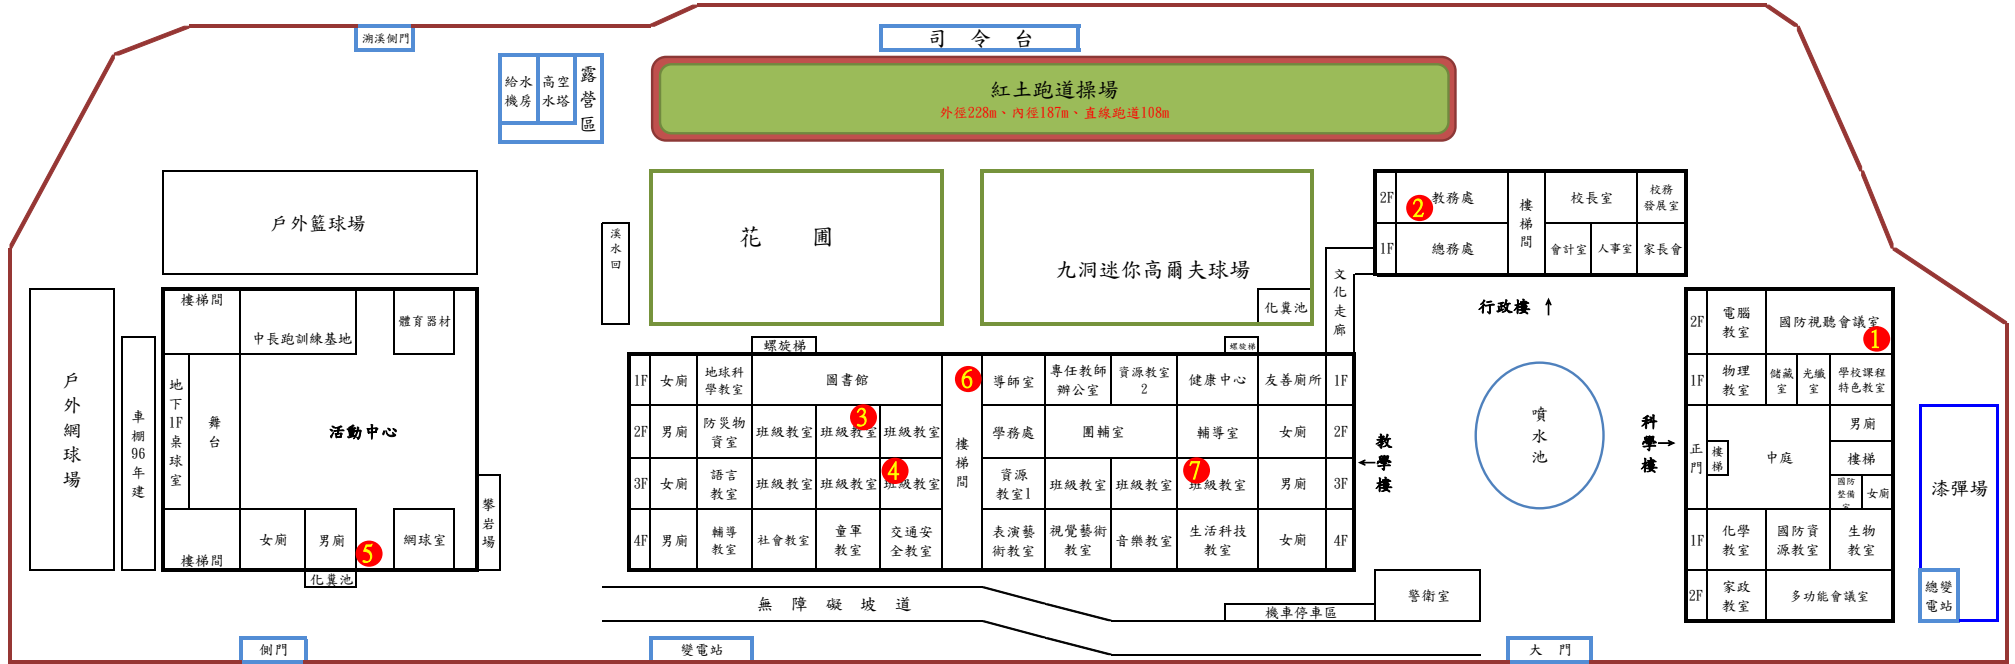 溯溪側門
司 令 台
給水
機房
高空
水塔
露
營
區
紅土跑道操場
外徑228m、內徑187m、直線跑道108m
戶外籃球場
溪
水
回
花 圃
九洞迷你高爾夫球場
化糞池
文
化
走
廊
2F
2
教務處
樓
梯
間
校長室
校務
發展室
1F
總務處
會計室
人事室
家長會
行政樓 ↑
戶
外
網
球
場
車
棚
96
年
建
樓梯間
中長跑訓練基地
體育器材
地
下
1F
桌
球
室
舞
台
活動中心
樓梯間
女廁
男廁
5
網球室
化糞池
攀
岩
場
螺旋梯
螺旋梯
1F
女廁
地球科
學教室
圖書館
6
導師室
專任教師
辦公室
資源教室
2
健康中心
友善廁所
1F
2F
男廁
防災物
資室
班級教室
3
班級教室
班級教室
樓
梯
間
學務處
團輔室
輔導室
女廁
2F
3F
女廁
語言
教室
班級教室
班級教室
4
班級教室
資源
教室1
班級教室
班級教室
7
班級教室
男廁
3F
4F
男廁
輔導
教室
社會教室
童軍
教室
交通安
全教室
表演藝
術教室
視覺藝術
教室
音樂教室
生活科技
教室
女廁
4F
←教
學
樓
噴
水
池
科
學→
樓
2F
電腦
教室
國防視聽會議室
1
1F
物理
教室
儲藏
室
光纖
室
學校課程
特色教室
正
門
樓
梯
中庭
男廁
樓梯
國防
整備
室
女廁
1F
化學
教室
國防資
源教室
生物
教室
2F
家政
教室
多功能會議室
漆彈場
總變
電站
無 障 礙 坡 道
機車停車區
警衛室
側門
變電站
大 門